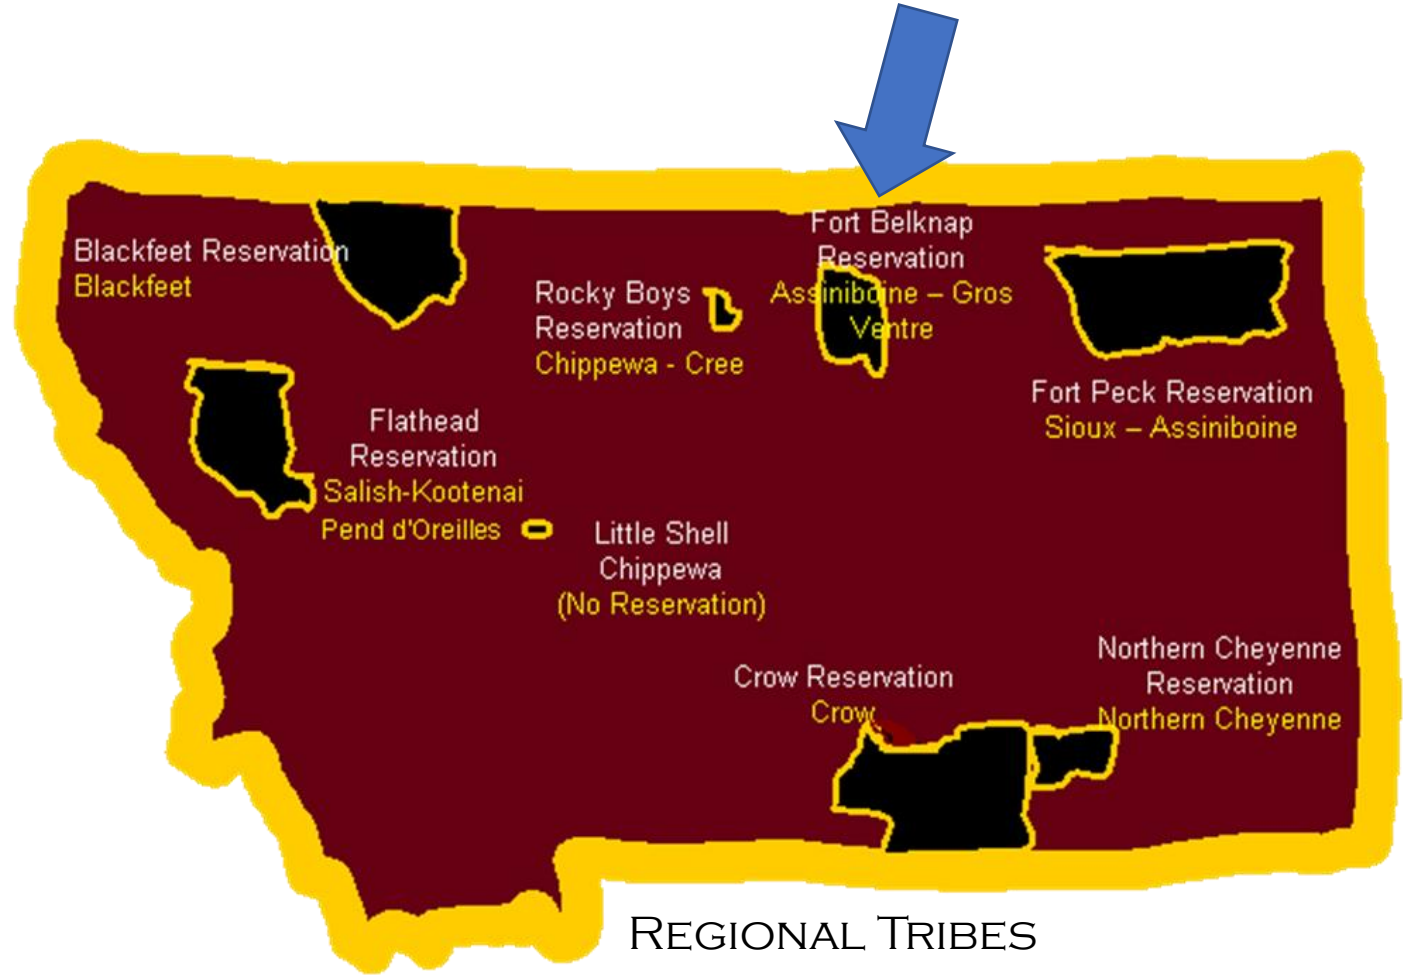 Fort Belknap
Reservation
Assiniboine – Gros
Ventre
Blackfeet Reservation
Blackfeet
Rocky Boys
Reservation
Chippewa - Cree
Fort Peck Reservation
Sioux – Assiniboine
Flathead
Reservation
Salish-Kootenai
Pend d'Oreilles
Little Shell
Chippewa
(No Reservation)
Northern Cheyenne
Reservation
Northern Cheyenne
Crow Reservation
Crow
REGIONAL TRIBES